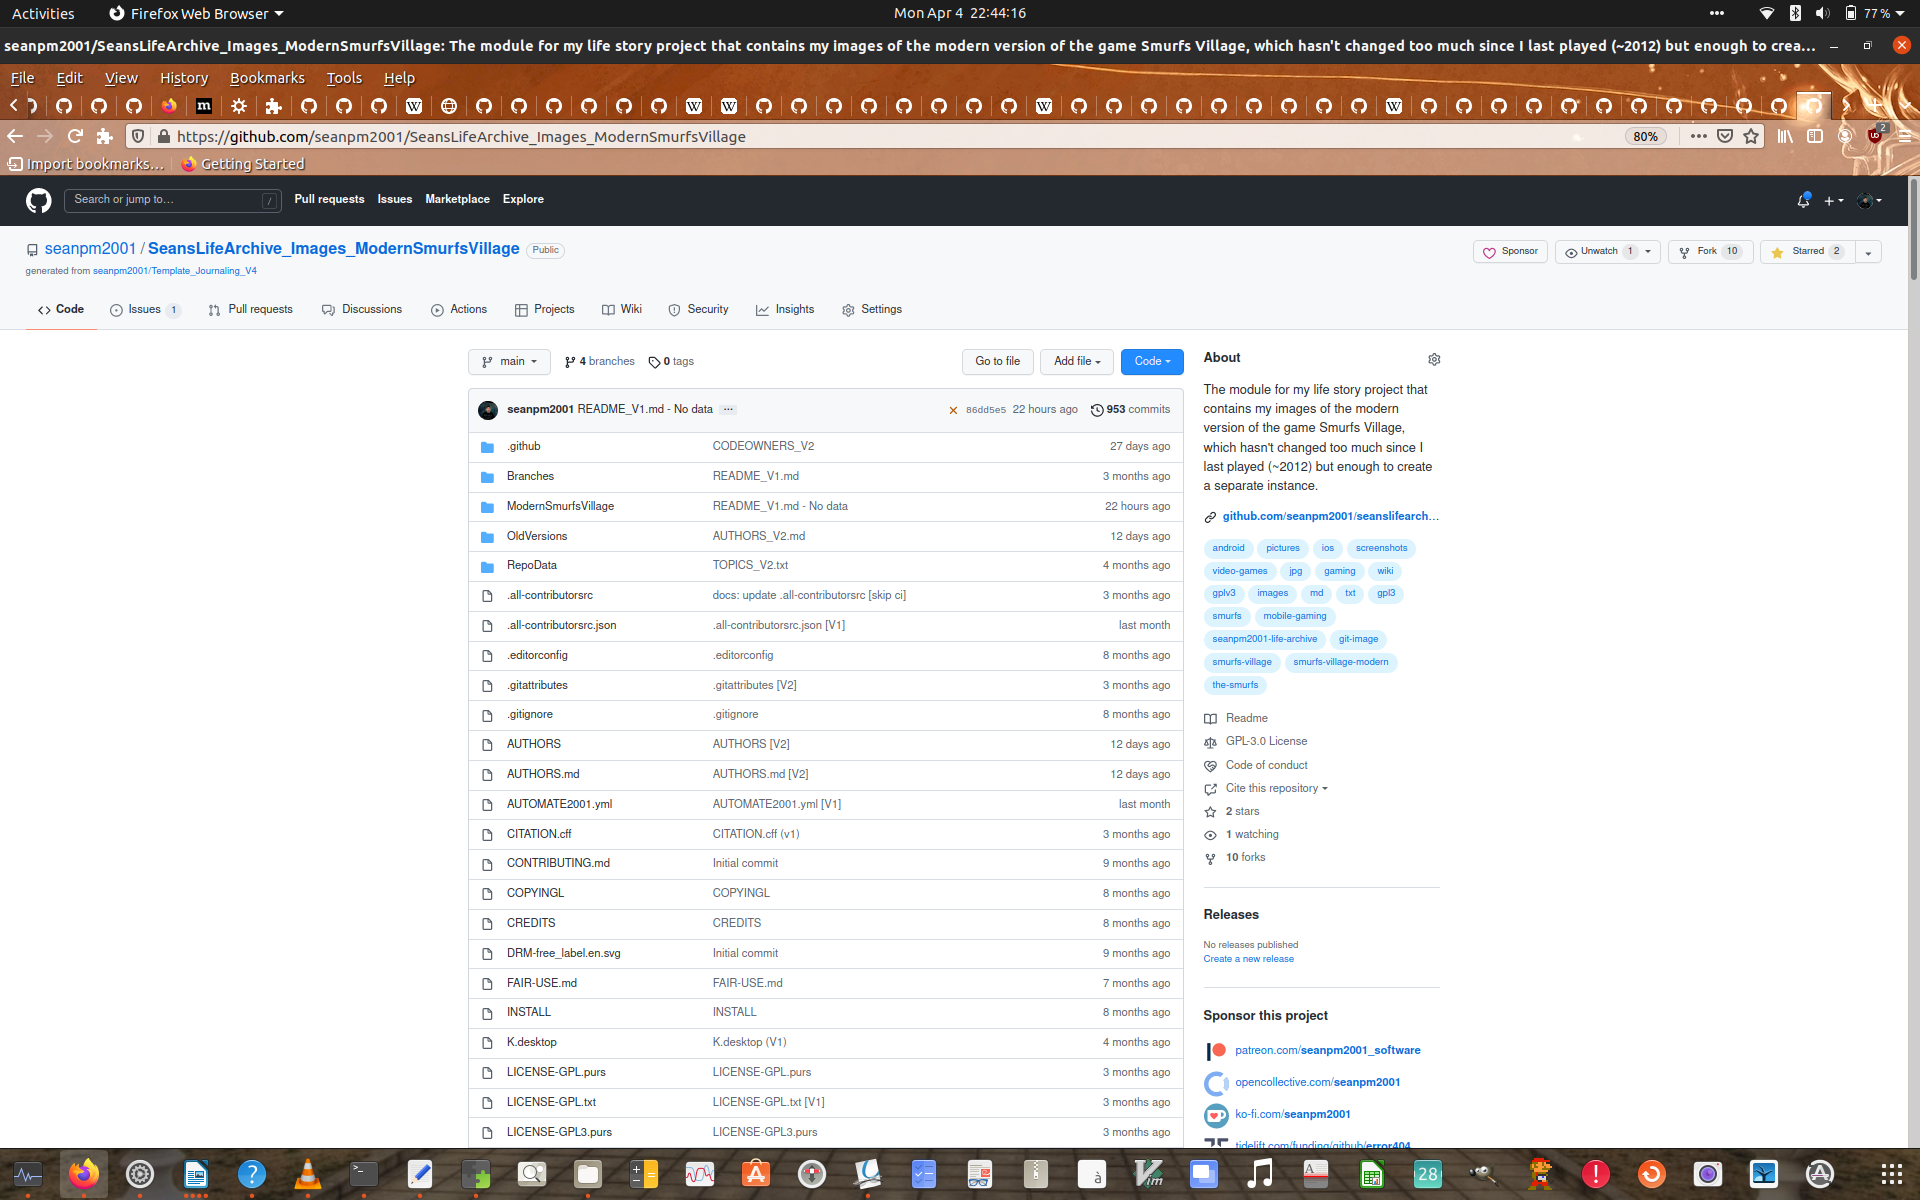 Activities
Firefox Web Browser
Mon Apr 4 22:44:16
77 %
seanpm2001/SeansLifeArchive_Images_ModernSmurfsVillage: The module for my life story project that contains my images of the modern version of the game Smurfs Village, which hasn't changed too much since I last played (~2012) but enough to crea…
File Edit View History Bookmarks Tools Help
https://github.com/seanpm2001/SeansLifeArchive_Images_ModernSmurfsVillage
80%
2
Import bookmarks…
Getting Started
Search or jump to…
/
Pull requests Issues Marketplace Explore
seanpm2001 / SeansLifeArchive_Images_ModernSmurfsVillage Public
Sponsor
Unwatch 1
Fork 10
Starred 2
generated from seanpm2001/Template_Journaling_V4
Code
Issues 1
Pull requests
Discussions
Actions
Projects
Wiki
Security
Insights
Settings
main
4 branches
0 tags
Go to file
Add file
Code
seanpm2001 README_V1.md - No data ...
86dd5e5 22 hours ago 953 commits
.github CODEOWNERS_V2 27 days ago
Branches README_V1.md 3 months ago
ModernSmurfsVillage README_V1.md - No data 22 hours ago
OldVersions AUTHORS_V2.md 12 days ago
RepoData TOPICS_V2.txt 4 months ago
.all-contributorsrc docs: update .all-contributorsrc [skip ci] 3 months ago
.all-contributorsrc.json .all-contributorsrc.json [V1] last month
.editorconfig .editorconfig 8 months ago
.gitattributes .gitattributes [V2] 3 months ago
.gitignore .gitignore 8 months ago
AUTHORS AUTHORS [V2] 12 days ago
AUTHORS.md AUTHORS.md [V2] 12 days ago
AUTOMATE2001.yml AUTOMATE2001.yml [V1] last month
CITATION.cff CITATION.cff (v1) 3 months ago
CONTRIBUTING.md Initial commit 9 months ago
COPYINGL COPYINGL 8 months ago
CREDITS CREDITS 8 months ago
DRM-free_label.en.svg Initial commit 9 months ago
FAIR-USE.md FAIR-USE.md 7 months ago
INSTALL INSTALL 8 months ago
K.desktop K.desktop (V1) 4 months ago
LICENSE-GPL.purs LICENSE-GPL.purs 3 months ago
LICENSE-GPL.txt LICENSE-GPL.txt [V1] 3 months ago
LICENSE-GPL3.purs LICENSE-GPL3.purs 3 months ago
About
The module for my life story project that
contains my images of the modern
version of the game Smurfs Village,
which hasn't changed too much since I
last played (~2012) but enough to create
a separate instance.
github.com/seanpm2001/seanslifearch…
android pictures ios screenshots
video-games jpg gaming wiki
gplv3 images md txt gpl3
smurfs mobile-gaming
seanpm2001-life-archive git-image
smurfs-village smurfs-village-modern
the-smurfs
Readme
GPL-3.0 License
Code of conduct
Cite this repository
2 stars
1 watching
10 forks
Releases
No releases published
Create a new release
Sponsor this project
patreon.com/seanpm2001_software
opencollective.com/seanpm2001
ko-fi.com/seanpm2001
tidelift.com/funding/github/error404
28